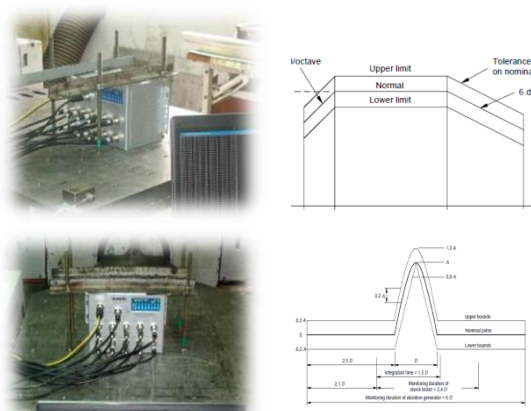 l/octave
Upper limit
Tolerance
on nomina
Normal
6 d
Lower limit
1,2 A
A
0,8 A
0,2 A
0,2 A
Upper bounds
0
Nominal pulse
-0,2 A
Lower bounds
2,5 D
D
Integration time = 1,5 D
2,1 D
Monitoring duration of
shock tester = 2,4 D
Monitoring duration of vibration generator = 6 D